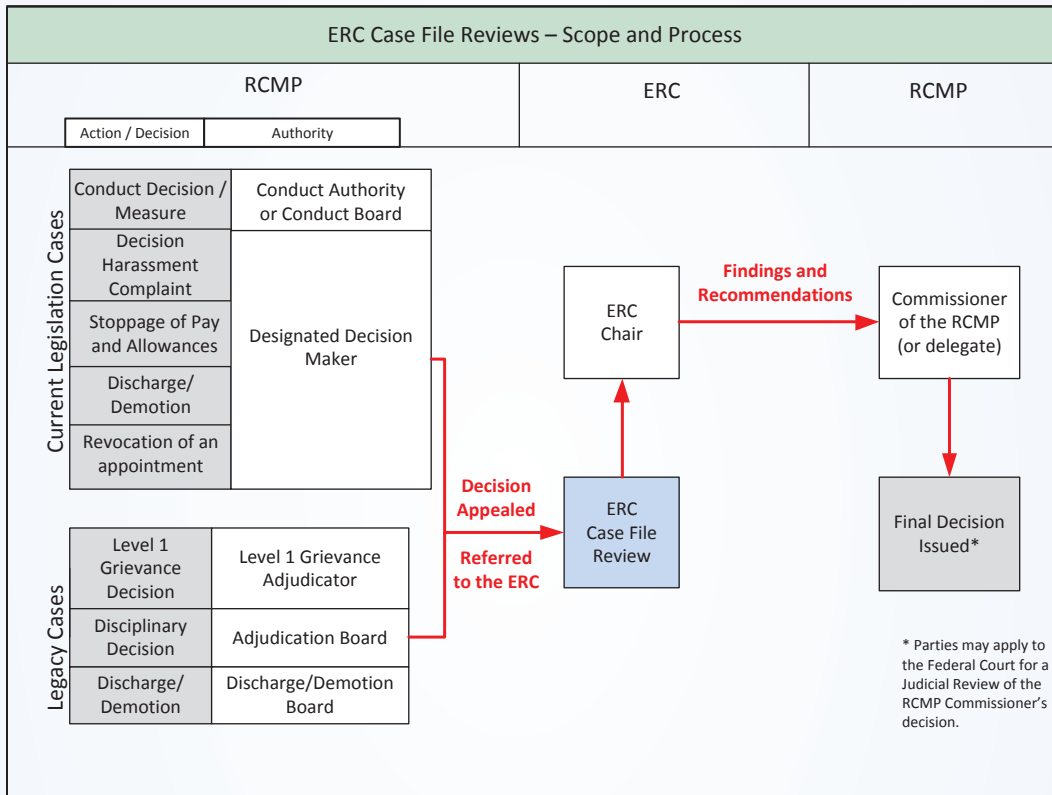 ERC Case File Reviews – Scope and Process
RCMP
ERC
RCMP
Action / Decision
Authority
Current Legislation Cases
Conduct Decision /
Measure
Conduct Authority
or Conduct Board
Decision
Harassment
Complaint
Stoppage of Pay
and Allowances
Discharge/
Demotion
Revocation of an
appointment
Designated Decision
Maker
Legacy Cases
Level 1
Grievance
Decision
Level 1 Grievance
Adjudicator
Disciplinary
Decision
Adjudication Board
Discharge/
Demotion
Discharge/Demotion
Board
Decision
Appealed
Referred
to the ERC
ERC
Case File
Review
ERC
Chair
Findings and
Recommendations
Commissioner
of the RCMP
(or delegate)
Final Decision
Issued*
* Parties may apply to
the Federal Court for a
Judicial Review of the
RCMP Commissioner’s
decision.